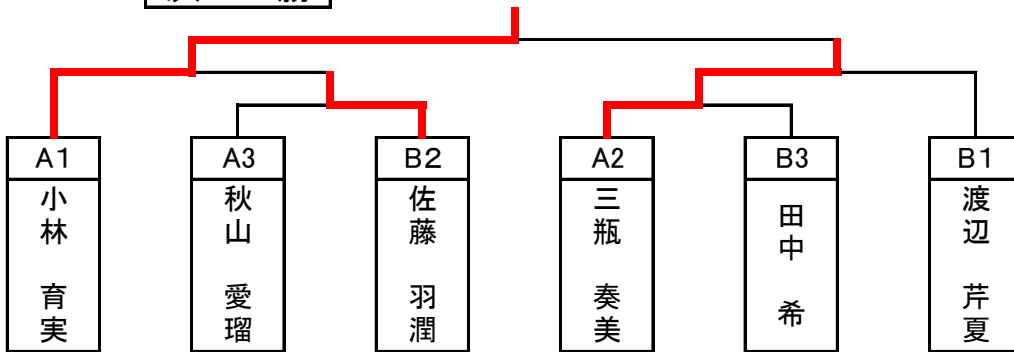 A1
A3
B2
A2
B3
B1
小林 育実
秋山 愛瑠
佐藤 羽潤
三瓶 奏美
田中 希
渡辺 芹夏